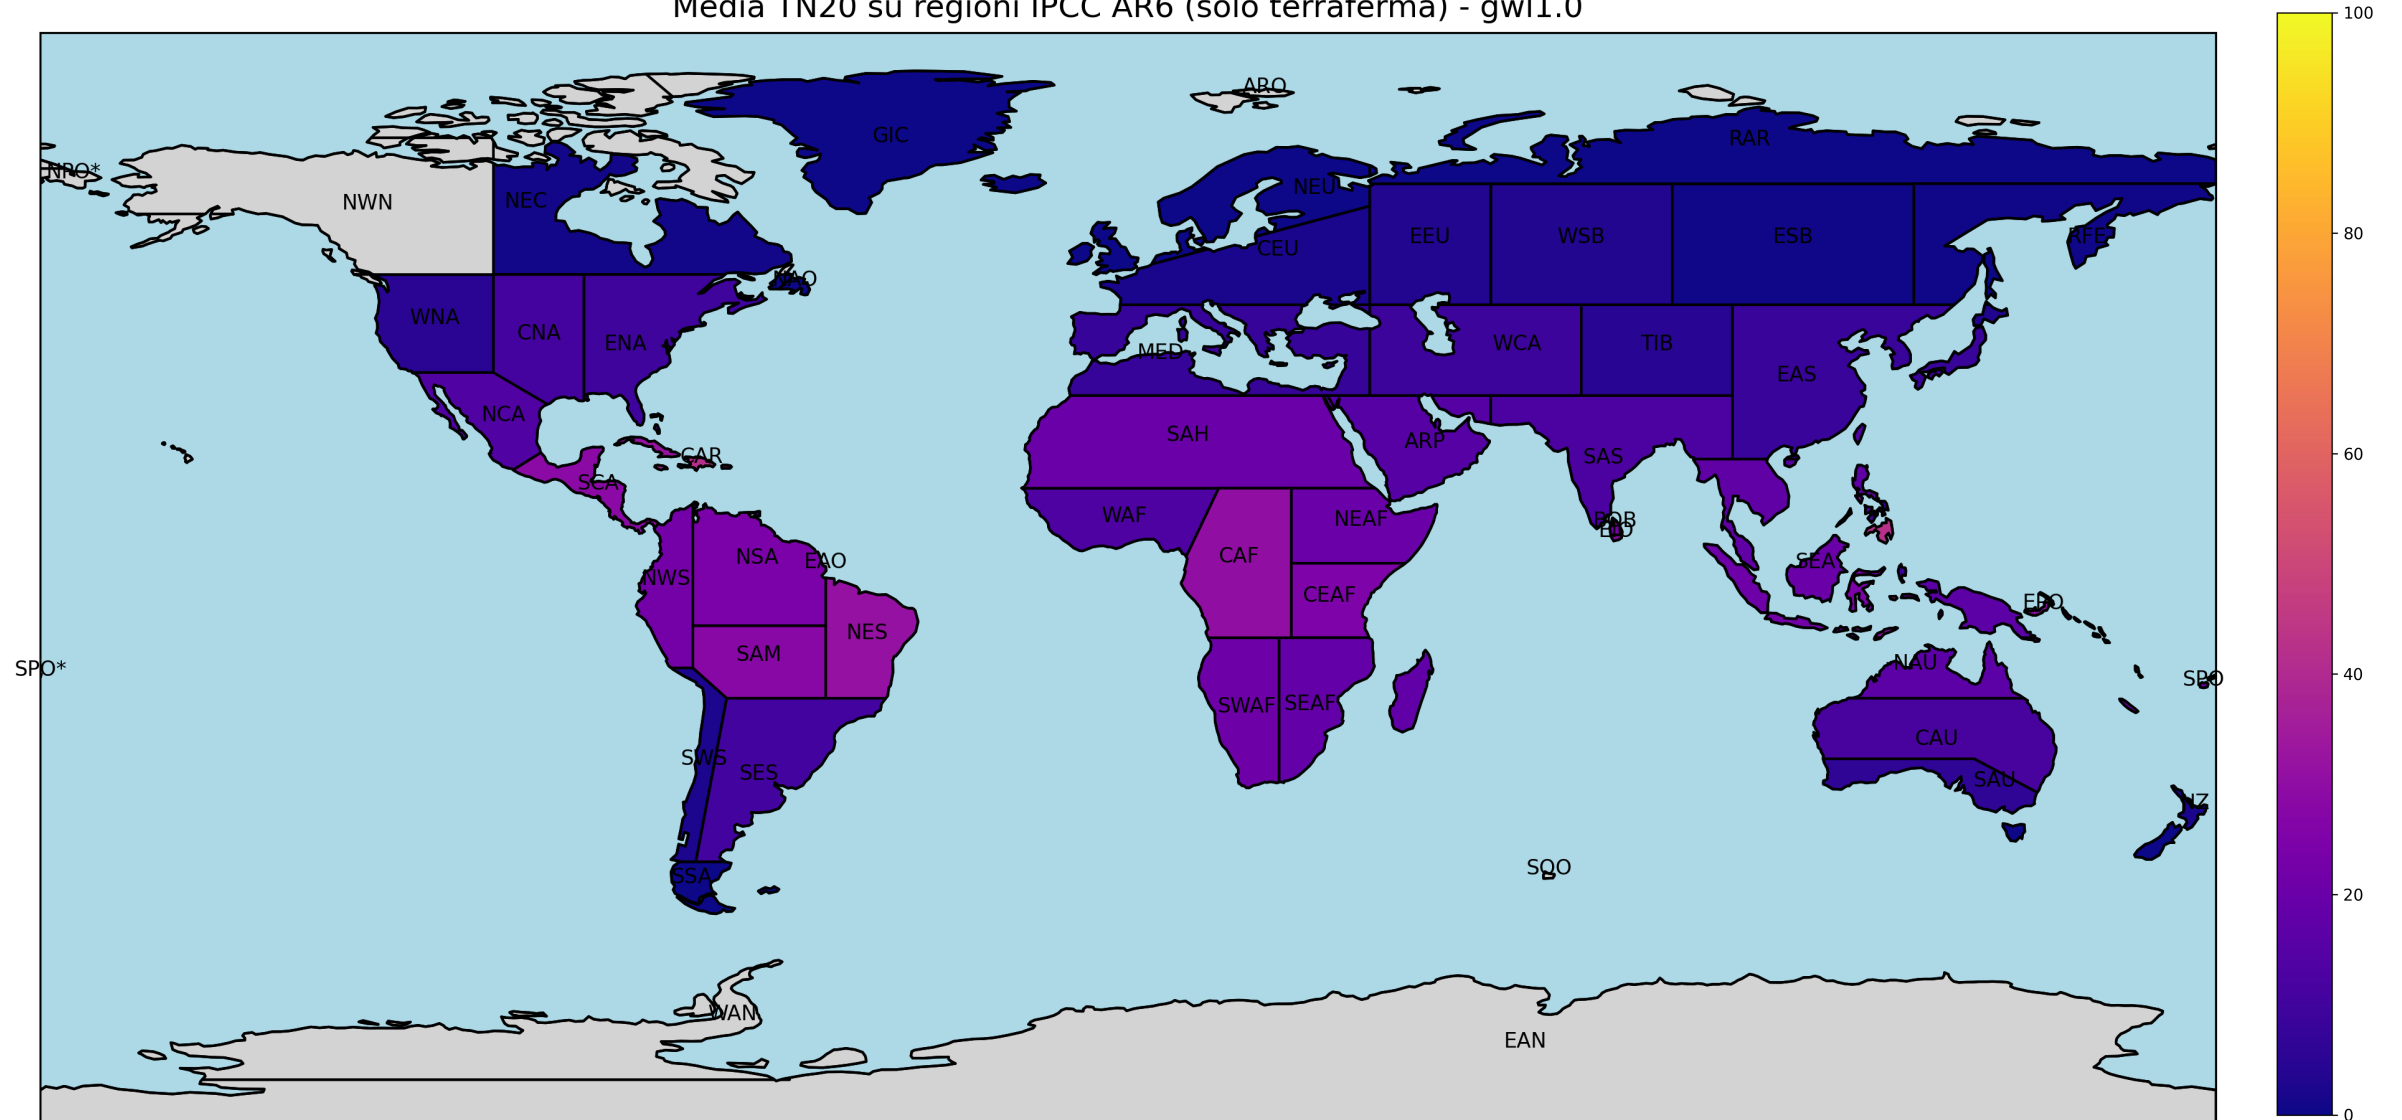 Media TN20 su regioni IPCC AR6 (solo terraferma) - gwl1.0
100
ARO
GIC
RAR
NPO*
NEU
NWN
NEC
80
CEU
EEU
WSB
ESB
RFE
NAO
WNA
CNA
ENA
MED
WCA
TIB
EAS
NCA
SAH
ARP
60
CAR
SAS
SCA
WAF
NEAF
BOB
NSA
CAF
EAO
SEA
NWS
CEAF
EPO
NES
SAM
NAU
SPO*
40
SPO
SWAF
SEAF
CAU
SWS
SES
SAU
SOO
SSA
20
WAN
EAN
0